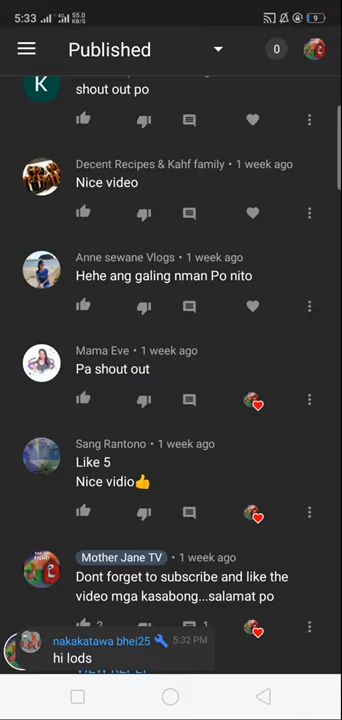 5:33
4G
55.0
KB/S
9
Published
0
K
shout out po
Decent Recipes & Kahf family • 1 week ago
Nice video
Anne sewane Vlogs • 1 week ago
Hehe ang galing nman Po nito
Mama Eve • 1 week ago
Pa shout out
Sang Rantono • 1 week ago
Like 5
Nice vidio👍
Mother Jane TV • 1 week ago
Dont forget to subscribe and like the
video mga kasabong...salamat po
2
1
nakakatawa bhei25 5:32 PM
hi lods